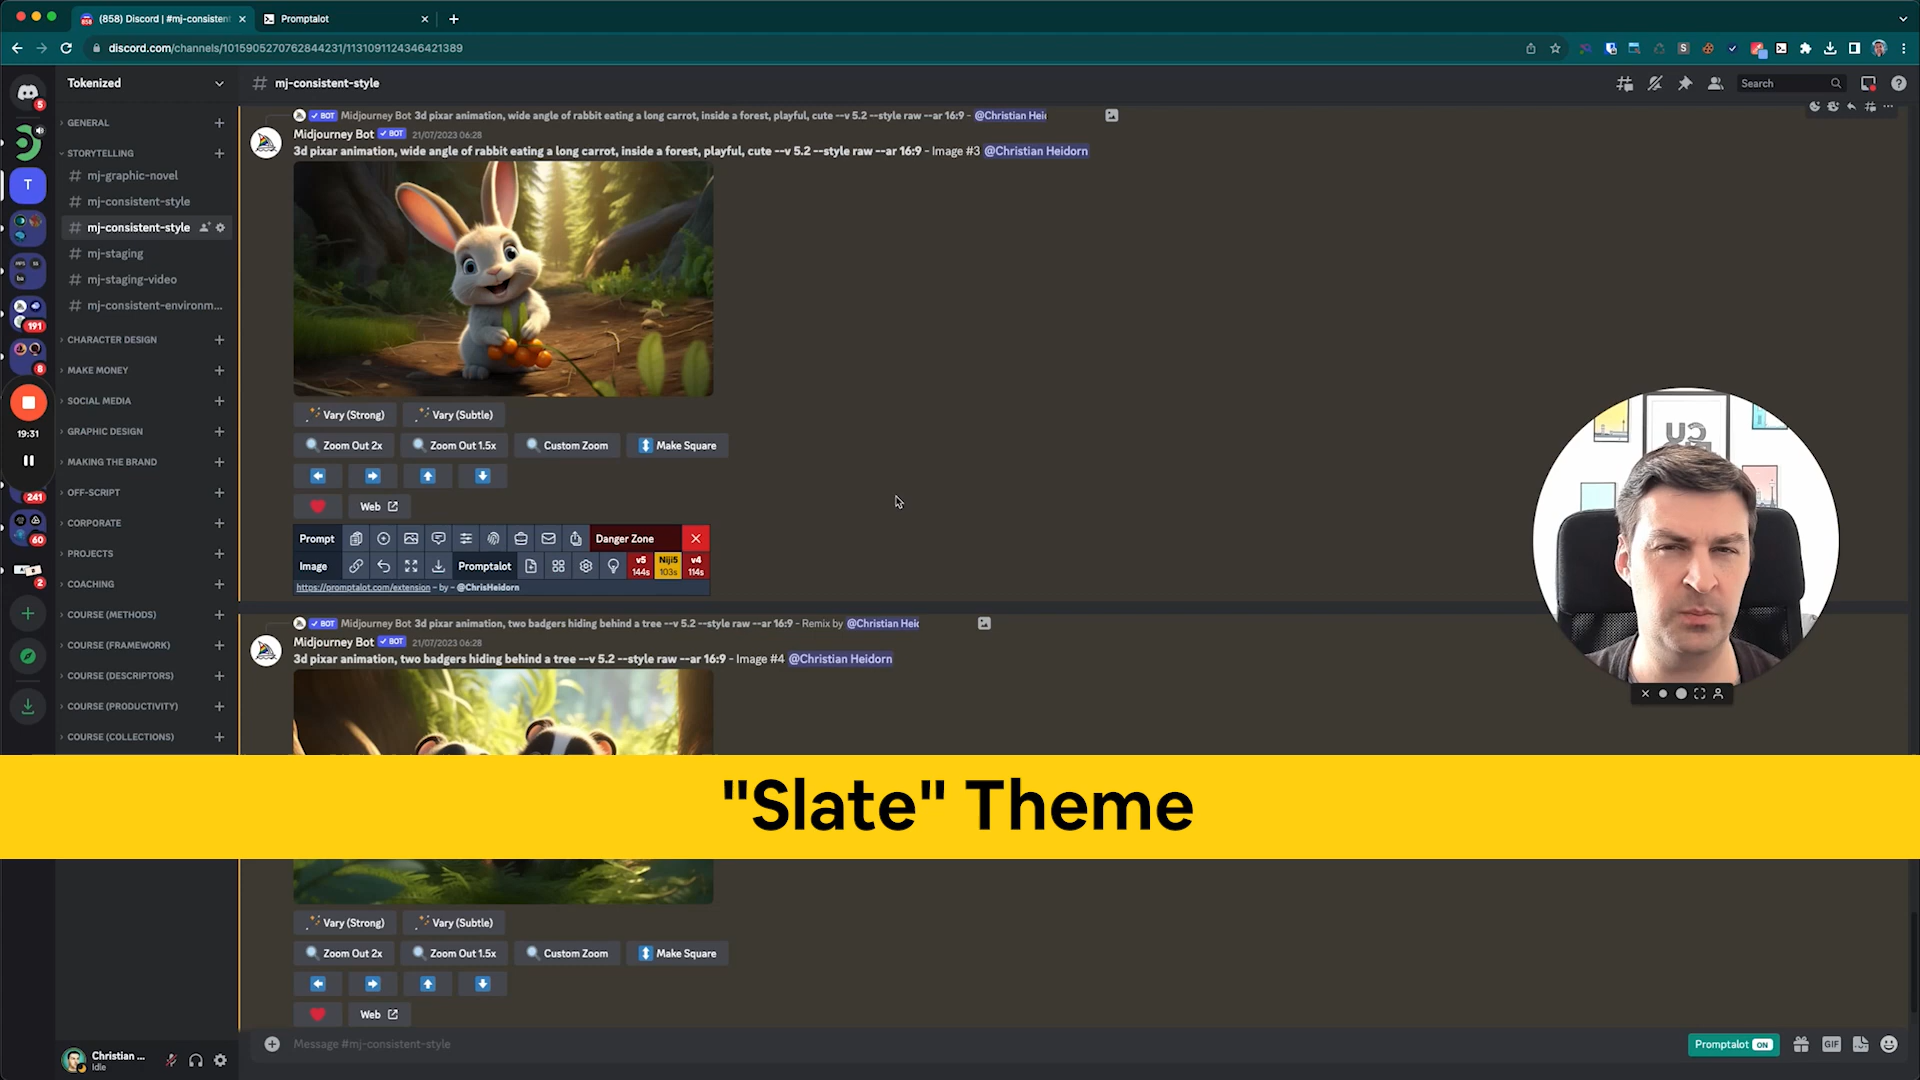 (858) Discord | #mj-consistent
Promptalot
discord.com/channels/1015905270762844231/1131091124346421389
Tokenized
mj-consistent-style
Search
GENERAL
STORYTELLING
mj-graphic-novel
mj-consistent-style
mj-consistent-style
mj-staging
mj-staging-video
mj-consistent-environm...
CHARACTER DESIGN
MAKE MONEY
SOCIAL MEDIA
GRAPHIC DESIGN
MAKING THE BRAND
OFF-SCRIPT
CORPORATE
PROJECTS
COACHING
COURSE (METHODS)
COURSE (FRAMEWORK)
COURSE (DESCRIPTORS)
COURSE (PRODUCTIVITY)
COURSE (COLLECTIONS)
5
T
191
8
19:31
241
60
2
BOT Midjourney Bot 3d pixar animation, wide angle of rabbit eating a long carrot, inside a forest, playful, cute --v 5.2 --style raw --ar 16:9 - @Christian Hei
Midjourney Bot BOT 21/07/2023 06:28
3d pixar animation, wide angle of rabbit eating a long carrot, inside a forest, playful, cute --v 5.2 --style raw --ar 16:9 - Image #3 @Christian Heidorn
Vary (Strong) Vary (Subtle)
Zoom Out 2x Zoom Out 1.5x Custom Zoom Make Square
Web
Prompt Danger Zone
Image Promptalot v5 144s Niji5 103s v4 114s
https://promptalot.com/extension – by – @ChrisHeidorn
BOT Midjourney Bot 3d pixar animation, two badgers hiding behind a tree --v 5.2 --style raw --ar 16:9 - Remix by @Christian Heic
Midjourney Bot BOT 21/07/2023 06:28
3d pixar animation, two badgers hiding behind a tree --v 5.2 --style raw --ar 16:9 - Image #4 @Christian Heidorn
"Slate" Theme
Vary (Strong) Vary (Subtle)
Zoom Out 2x Zoom Out 1.5x Custom Zoom Make Square
Web
Christian ...
Idle
Message #mj-consistent-style
Promptalot ON
GIF